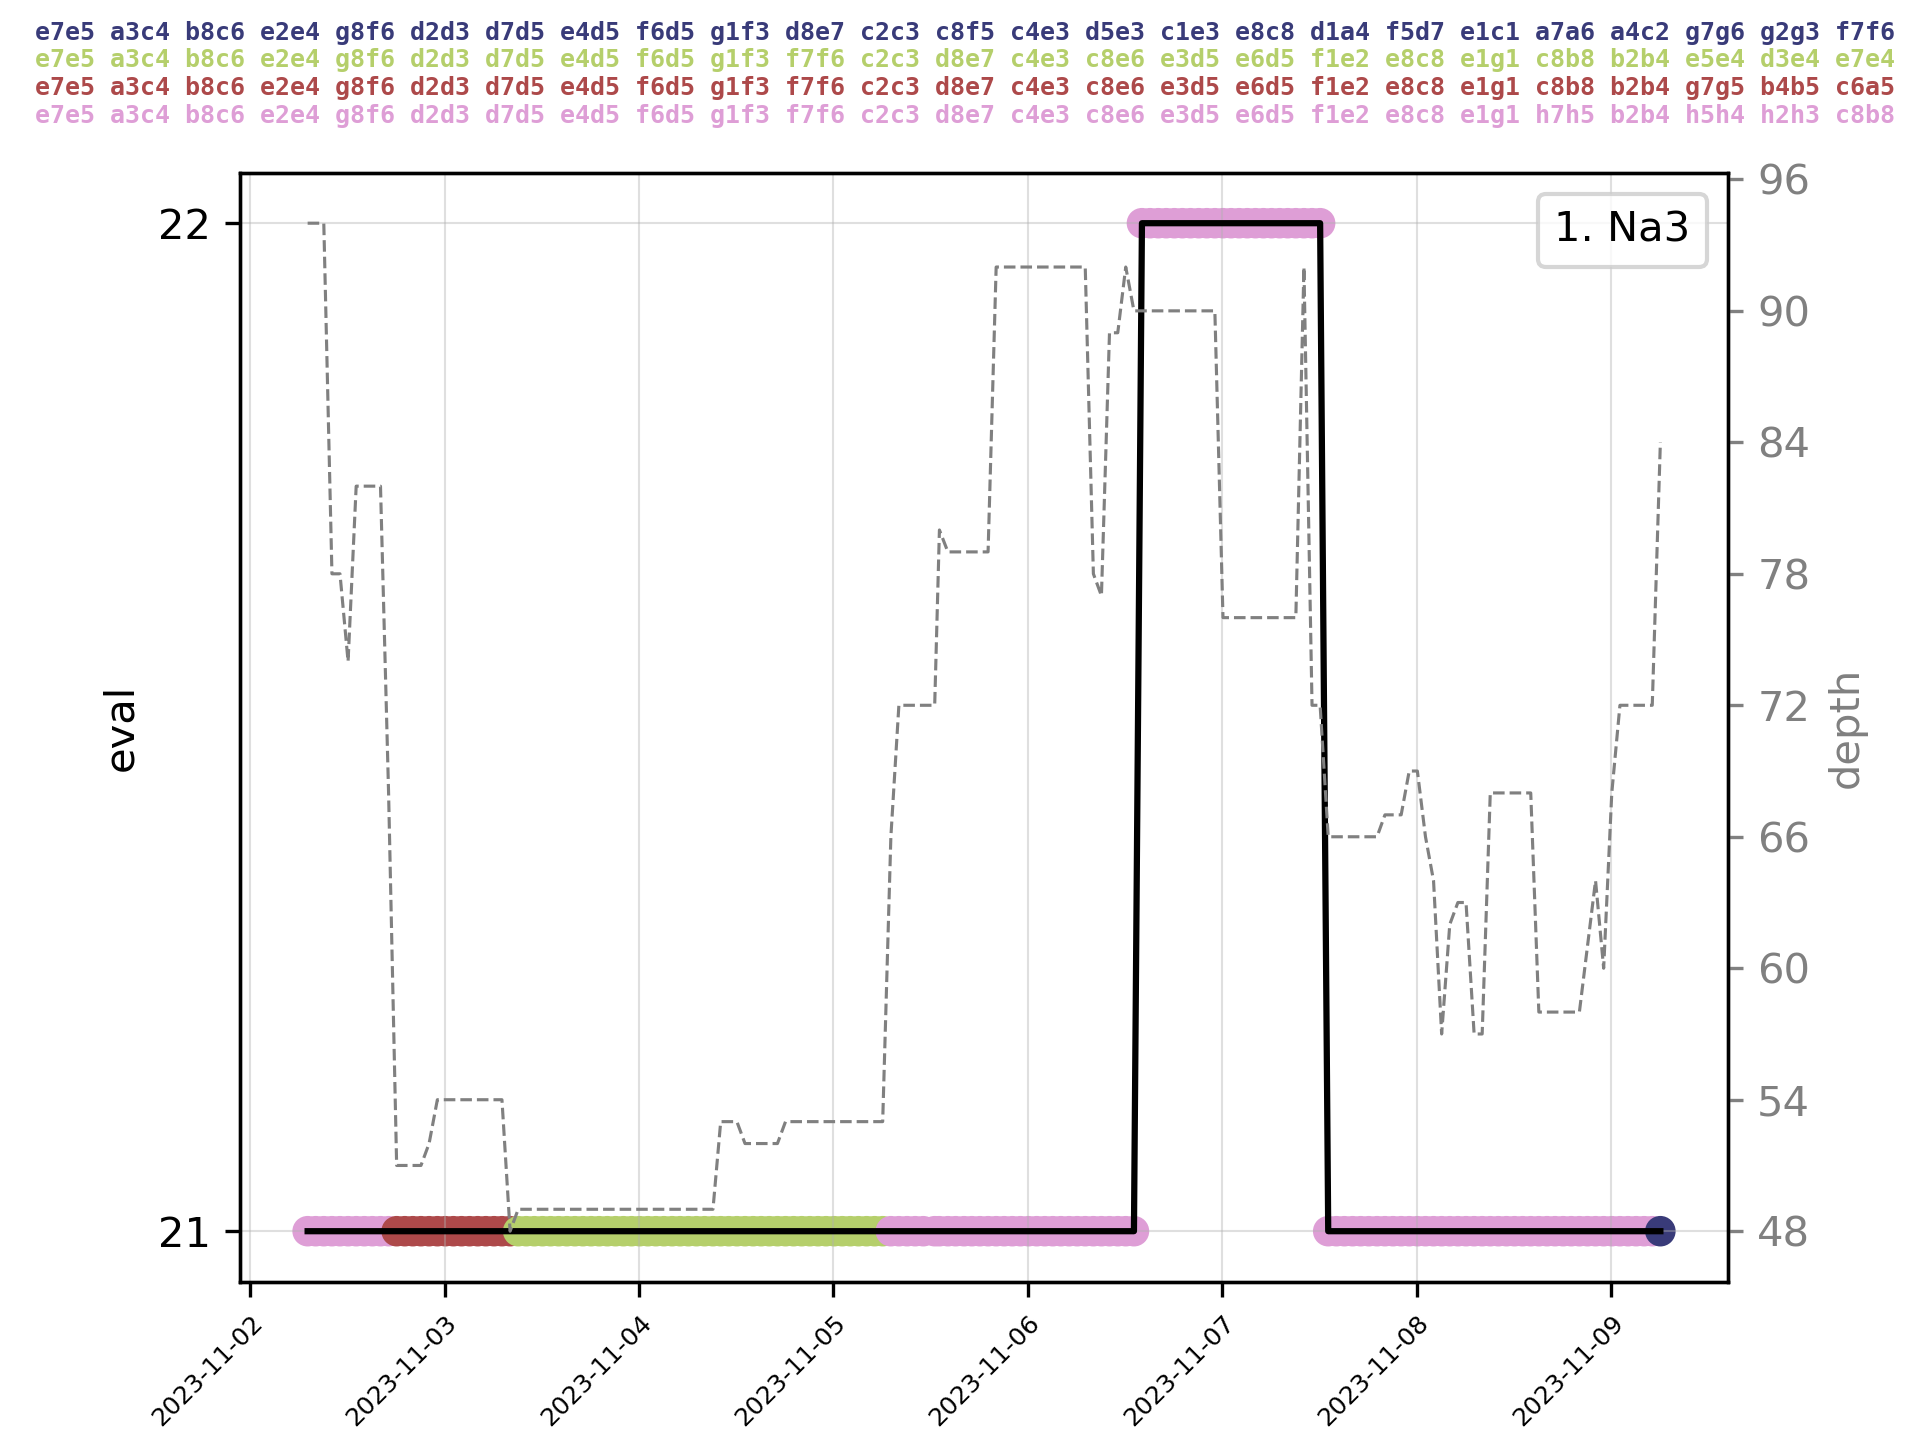 e7e5 a3c4 b8c6 e2e4 g8f6 d2d3 d7d5 e4d5 f6d5 g1f3 d8e7 c2c3 c8f5 c4e3 d5e3 c1e3 e8c8 d1a4 f5d7 e1c1 a7a6 a4c2 g7g6 g2g3 f7f6
e7e5 a3c4 b8c6 e2e4 g8f6 d2d3 d7d5 e4d5 f6d5 g1f3 f7f6 c2c3 d8e7 c4e3 c8e6 e3d5 e6d5 f1e2 e8c8 e1g1 c8b8 b2b4 e5e4 d3e4 e7e4
e7e5 a3c4 b8c6 e2e4 g8f6 d2d3 d7d5 e4d5 f6d5 g1f3 f7f6 c2c3 d8e7 c4e3 c8e6 e3d5 e6d5 f1e2 e8c8 e1g1 c8b8 b2b4 g7g5 b4b5 c6a5
e7e5 a3c4 b8c6 e2e4 g8f6 d2d3 d7d5 e4d5 f6d5 g1f3 f7f6 c2c3 d8e7 c4e3 c8e6 e3d5 e6d5 f1e2 e8c8 e1g1 h7h5 b2b4 h5h4 h2h3 c8b8
1. Na3
22
21
eval
96
90
84
78
72
66
60
54
48
depth
2023-11-02
2023-11-03
2023-11-04
2023-11-05
2023-11-06
2023-11-07
2023-11-08
2023-11-09